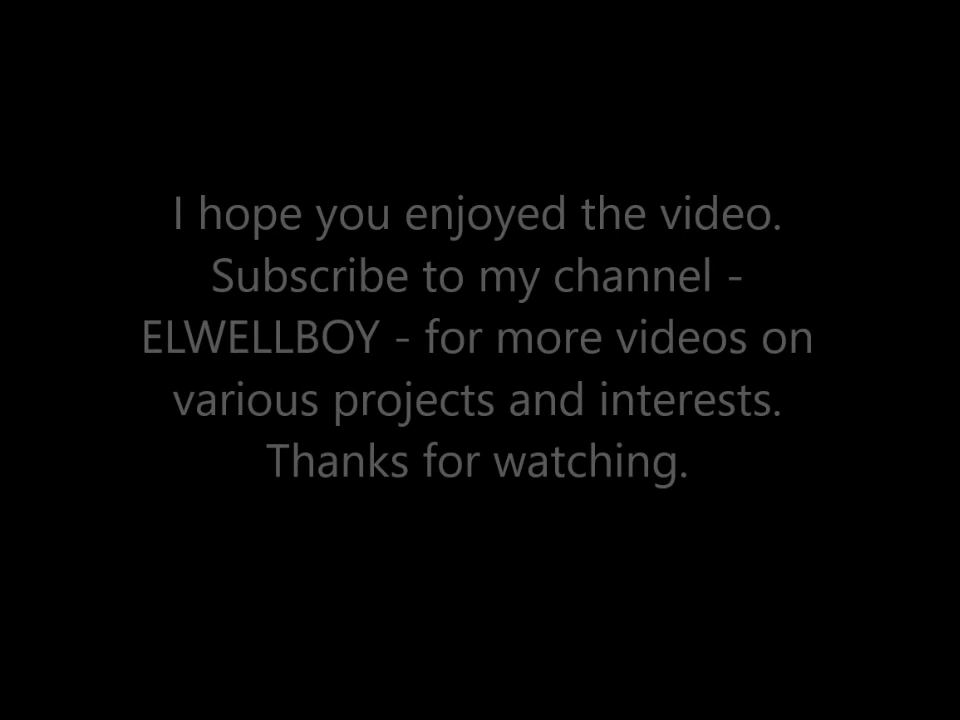 I hope you enjoyed the video.
Subscribe to my channel -
ELWELLBOY - for more videos on
various projects and interests.
Thanks for watching.